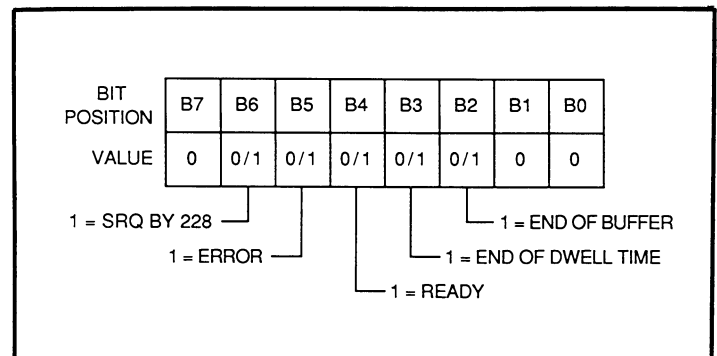 BIT POSITION B7 B6 B5 B4 B3 B2 B1 B0
VALUE 0 0/1 0/1 0/1 0/1 0/1 0 0
1 = SRQ BY 228
1 = END OF BUFFER
1 = ERROR
1 = END OF DWELL TIME
1 = READY